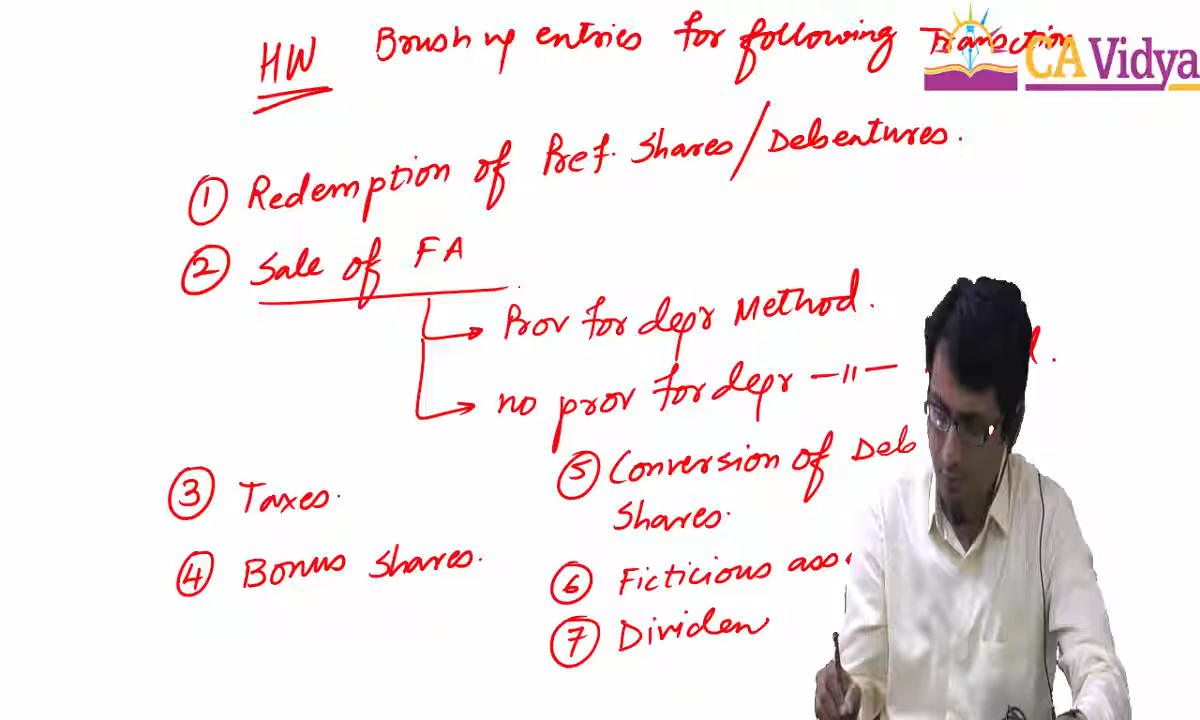 HW Brush up entries for following Transaction
CA Vidya
① Redemption of Pref. Shares/Debentures.
② Sale of FA
→ Prov for depr Method.
→ no prov for depr —〃—
③ Taxes.
④ Bonus Shares.
⑤ Conversion of Deb
Shares.
⑥ Ficticious ass
⑦ Dividen